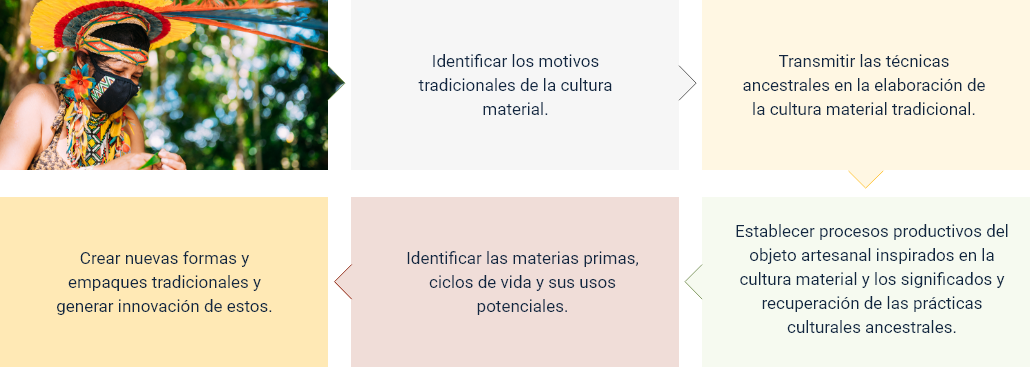 Identificar los motivos
tradicionales de la cultura
material.
Transmitir las técnicas
ancestrales en la elaboración de
la cultura material tradicional.
Establecer procesos productivos del
objeto artesanal inspirados en la
cultura material y los significados y
recuperación de las prácticas
culturales ancestrales.
Identificar las materias primas,
ciclos de vida y sus usos
potenciales.
Crear nuevas formas y
empaques tradicionales y
generar innovación de estos.